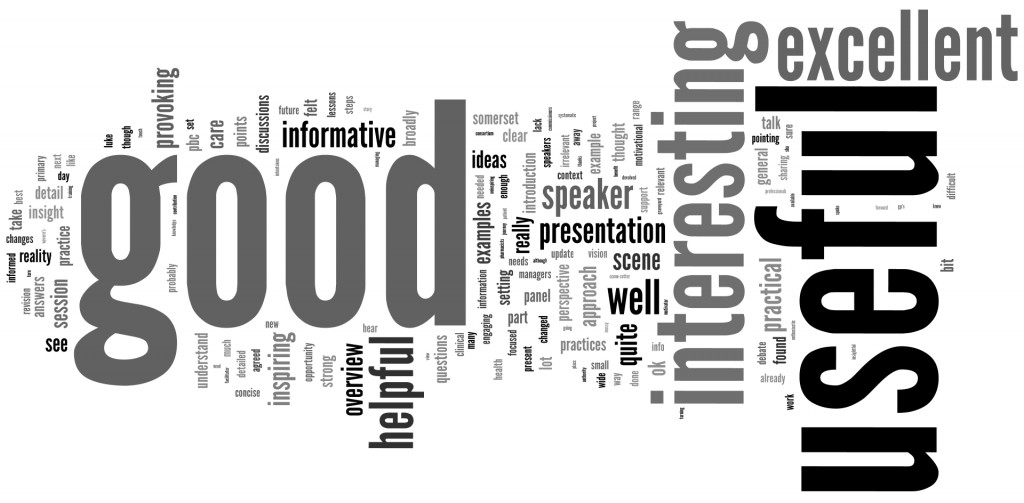 good
useful
interesting
excellent
helpful
informative
speaker
presentation
well
provoking
inspiring
scene
quite
practical
overview
examples
approach
session
ideas
really
care
discussions
points
pbc
set
though
luke
future
felt
lessons
steps
broadly
somerset
clear
lack
speakers
irrelevant
away
context
example
thought
motivational
range
relevant
support
introduction
enough
needed
primary
next
like
day
best
take
detail
insight
changes
informed
reality
practice
revision
answers
see
probably
understand
much
detailed
agreed
concise
new
opportunity
strong
hear
questions
clinical
many
engaging
information
setting
needs
managers
update
although
vision
panel
perspective
part
focused
changed
present
lot
health
practices
going
small
wide
way
done
ok
info
talk
pointing
sure
general
sharing
difficult
bit
debate
found
already
work
forward
gp's
insightful